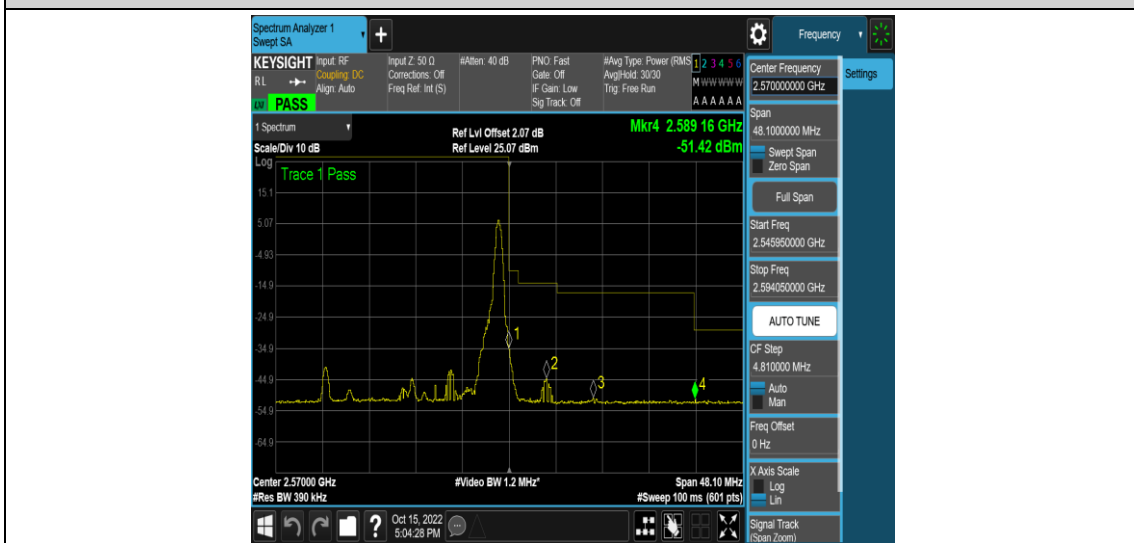 Spectrum Analyzer 1
Swept SA
+
Frequency
KEYSIGHT
RL
Input: RF
Coupling: DC
Align: Auto
Input Z: 50 Ω
Corrections: Off
Freq Ref: Int (S)
#Atten: 40 dB
PNO: Fast
Gate: Off
IF Gain: Low
Sig Track: Off
#Avg Type: Power (RMS
Avg|Hold: 30/30
Trig: Free Run
1 2 3 4 5 6
M W W W W W
A A A A A A
LV PASS
1 Spectrum
Scale/Div 10 dB
Ref Lvl Offset 2.07 dB
Ref Level 25.07 dBm
Mkr4 2.589 16 GHz
-51.42 dBm
Log
Trace 1 Pass
15.1
5.07
-4.93
-14.9
-24.9
-34.9
-44.9
-54.9
-64.9
1
2
3
4
Center 2.57000 GHz
#Res BW 390 kHz
#Video BW 1.2 MHz*
Span 48.10 MHz
#Sweep 100 ms (601 pts)
?
Oct 15, 2022
5:04:28 PM
Center Frequency
2.570000000 GHz
Settings
Span
48.1000000 MHz
Swept Span
Zero Span
Full Span
Start Freq
2.545950000 GHz
Stop Freq
2.594050000 GHz
AUTO TUNE
CF Step
4.810000 MHz
Auto
Man
Freq Offset
0 Hz
X Axis Scale
Log
Lin
Signal Track
(Span Zoom)